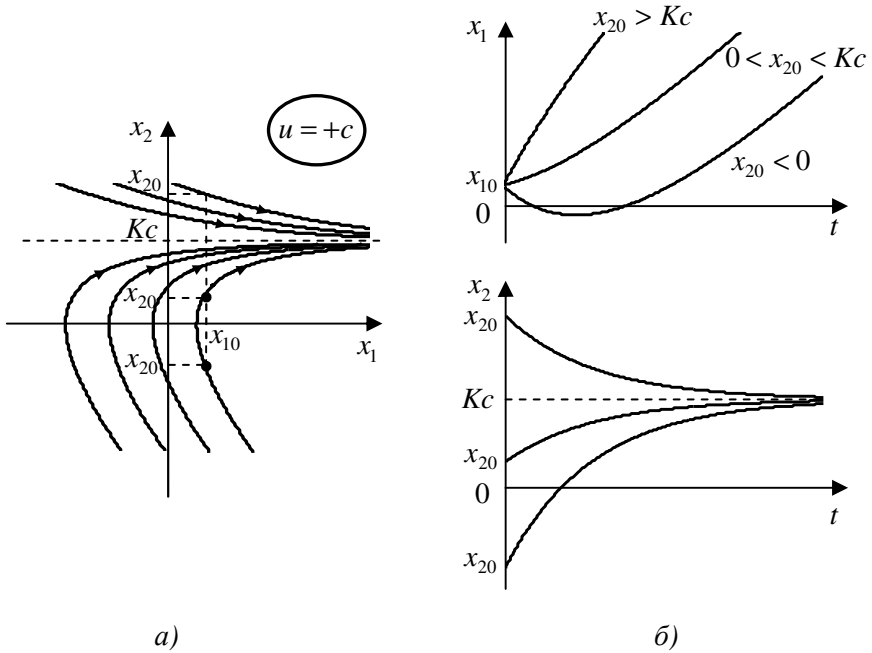 u = +c
x₂
x₂₀
Kc
x₂₀
x₁₀
x₁
x₂₀
а)
x₁
x₂₀ > Kc
0 < x₂₀ < Kc
x₂₀ < 0
x₁₀
0
t
x₂
x₂₀
Kc
x₂₀
0
t
x₂₀
б)